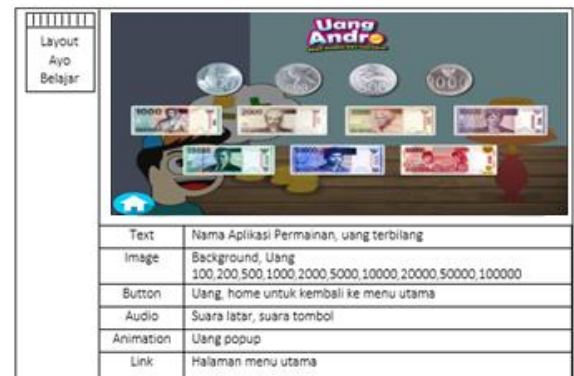 Layout
Ayo
Belajar
Uang
Andro
1000
2000
Text Nama Aplikasi Permainan, uang terbilang
Image Background, Uang
100,200,500,1000,2000,5000,10000,20000,50000,100000
Button Uang, home untuk kembali ke menu utama
Audio Suara latar, suara tombol
Animation Uang popup
Link Halaman menu utama